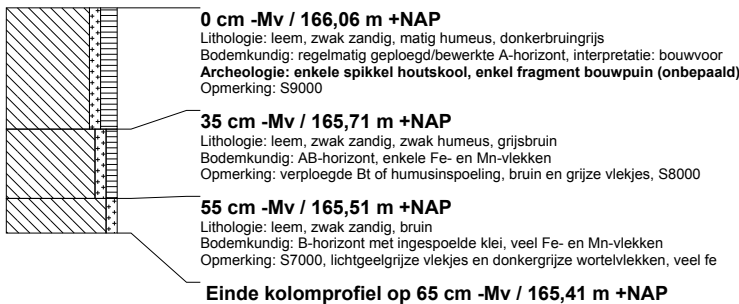 0 cm -Mv / 166,06 m +NAP
Lithologie: leem, zwak zandig, matig humeus, donkerbruingrijs
Bodemkundig: regelmatig geploegd/bewerkte A-horizont, interpretatie: bouwvoor
Archeologie: enkele spikkel houtskool, enkel fragment bouwpuin (onbepaald)
Opmerking: S9000
35 cm -Mv / 165,71 m +NAP
Lithologie: leem, zwak zandig, zwak humeus, grijsbruin
Bodemkundig: AB-horizont, enkele Fe- en Mn-vlekken
Opmerking: verploegde Bt of humusinspoeling, bruin en grijze vlekjes, S8000
55 cm -Mv / 165,51 m +NAP
Lithologie: leem, zwak zandig, bruin
Bodemkundig: B-horizont met ingespoelde klei, veel Fe- en Mn-vlekken
Opmerking: S7000, lichtgeelgrijze vlekjes en donkergrijze wortelvlekken, veel fe
Einde kolomprofiel op 65 cm -Mv / 165,41 m +NAP